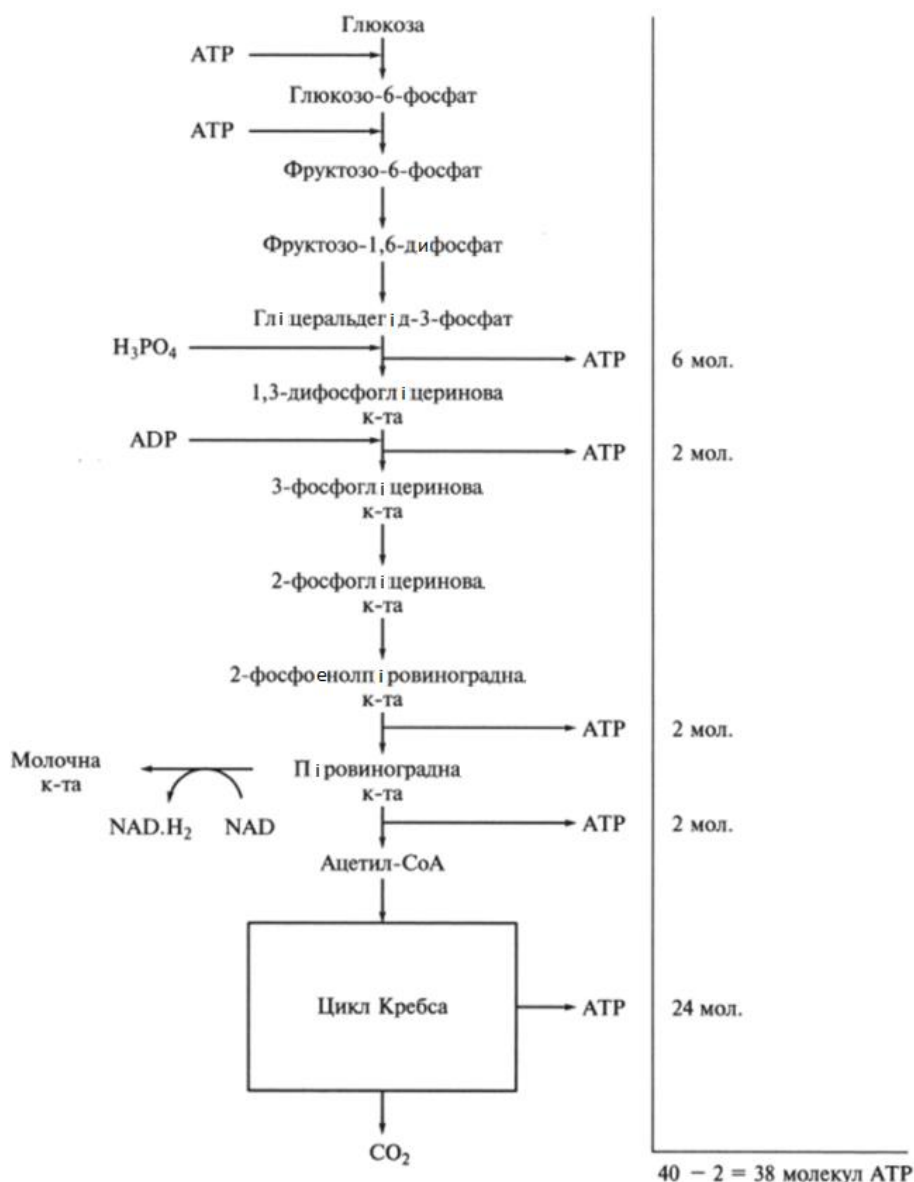 Глюкоза
ATP
Глюкозо-6-фосфат
ATP
Фруктозо-6-фосфат
Фруктозо-1,6-дифосфат
Гліцеральдегід-3-фосфат
H₃PO₄
ATP
6 мол.
1,3-дифосфогліцеринова
к-та
ADP
ATP
2 мол.
3-фосфогліцеринова
к-та
2-фосфогліцеринова
к-та
2-фосфоенолпіровиноградна
к-та
ATP
2 мол.
Молочна
к-та
Піровиноградна
к-та
NAD.H₂
NAD
ATP
2 мол.
Ацетил-CoA
Цикл Кребса
ATP
24 мол.
CO₂
40 − 2 = 38 молекул ATP